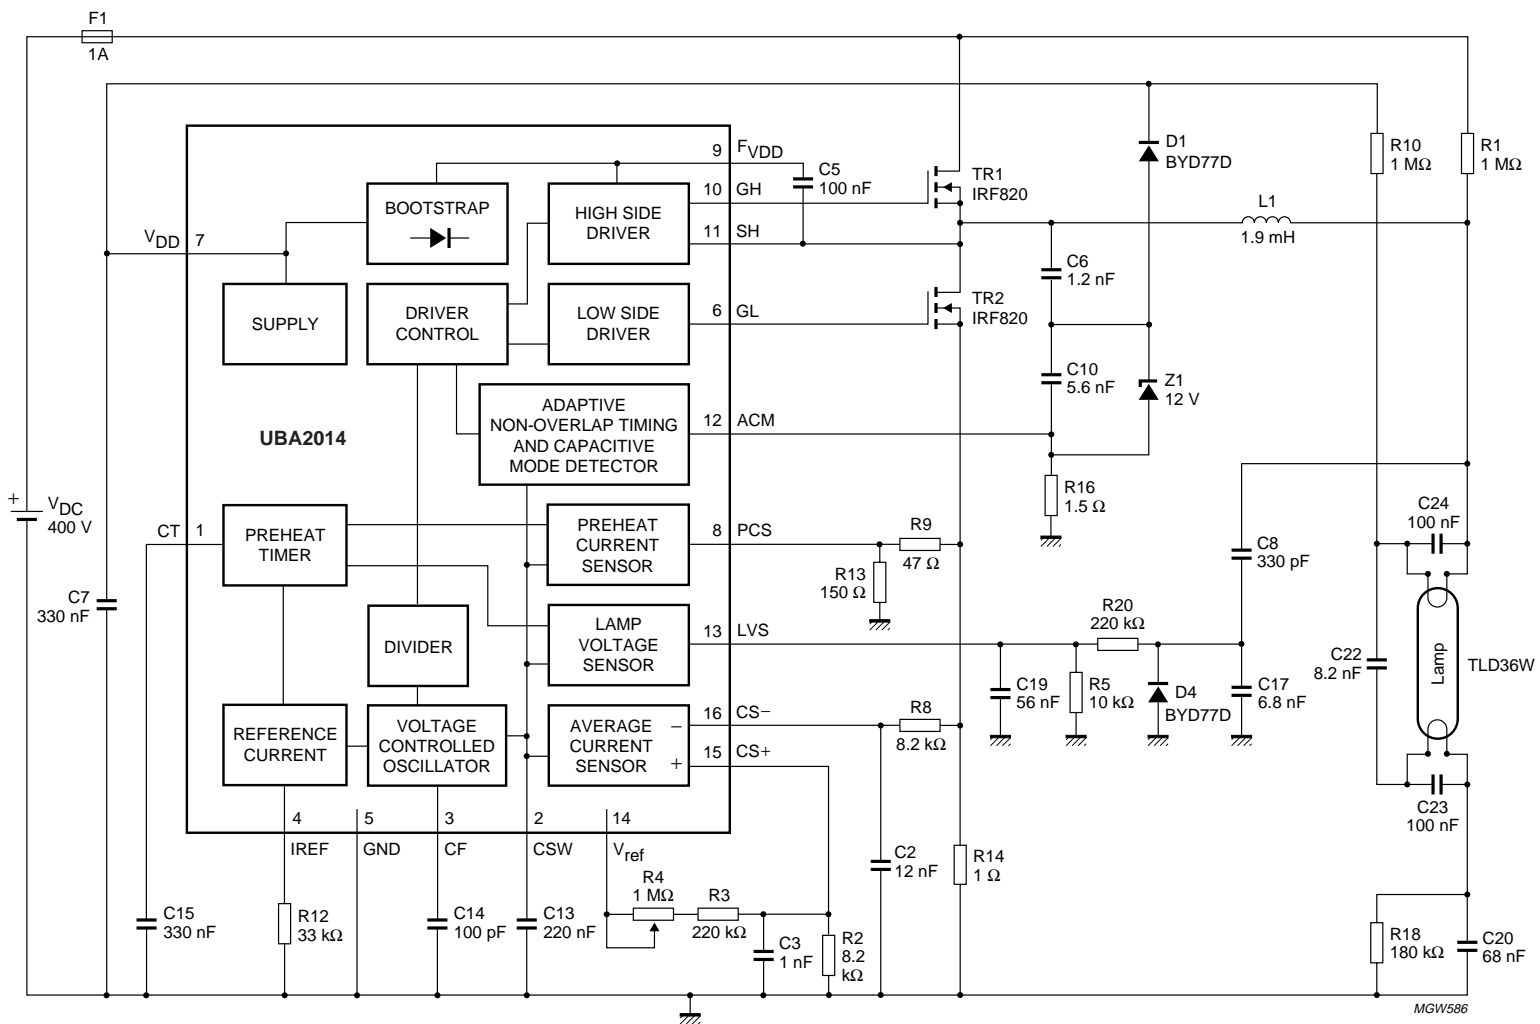 F1
1A
9 FVDD
C5
100 nF
D1
BYD77D
R10
1 MΩ
R1
1 MΩ
BOOTSTRAP
HIGH SIDE
DRIVER
10 GH
TR1
IRF820
L1
1.9 mH
VDD 7
11 SH
C6
1.2 nF
SUPPLY
DRIVER
CONTROL
LOW SIDE
DRIVER
6 GL
TR2
IRF820
C10
5.6 nF
Z1
12 V
UBA2014
ADAPTIVE
NON-OVERLAP TIMING
AND CAPACITIVE
MODE DETECTOR
12 ACM
R16
1.5 Ω
+
VDC
400 V
CT 1
PREHEAT
TIMER
PREHEAT
CURRENT
SENSOR
8 PCS
R9
47 Ω
R13
150 Ω
C8
330 pF
C24
100 nF
C7
330 nF
DIVIDER
LAMP
VOLTAGE
SENSOR
13 LVS
R20
220 kΩ
C19
56 nF
R5
10 kΩ
D4
BYD77D
C17
6.8 nF
C22
8.2 nF
Lamp
TLD36W
REFERENCE
CURRENT
VOLTAGE
CONTROLLED
OSCILLATOR
AVERAGE
CURRENT
SENSOR
−
+
16 CS−
15 CS+
R8
8.2 kΩ
C23
100 nF
4
5
3
2
14
IREF
GND
CF
CSW
Vref
C2
12 nF
R14
1 Ω
R4
1 MΩ
R3
220 kΩ
C15
330 nF
R12
33 kΩ
C14
100 pF
C13
220 nF
C3
1 nF
R2
8.2
kΩ
R18
180 kΩ
C20
68 nF
MGW586